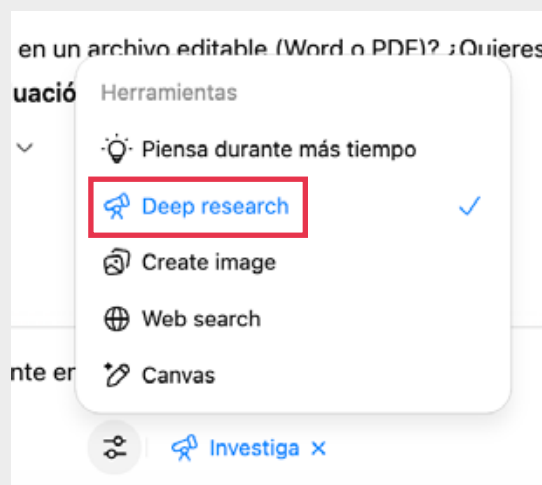 en un archivo editable (Word o PDF)? ¿Quieres
uació
Herramientas
Piensa durante más tiempo
Deep research
Create image
Web search
Canvas
nte er
Investiga ×